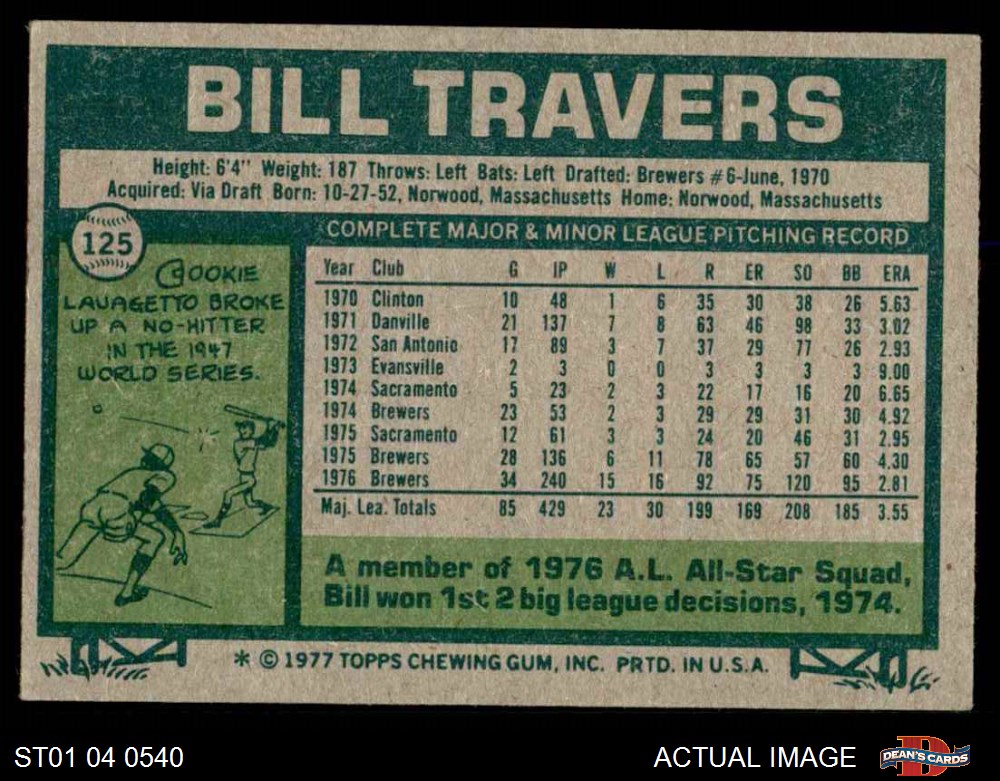 BILL TRAVERS
Height: 6'4" Weight: 187 Throws: Left Bats: Left Drafted: Brewers #6-June, 1970
Acquired: Via Draft Born: 10-27-52, Norwood, Massachusetts Home: Norwood, Massachusetts
125
COOKIE
LAVAGETTO BROKE
UP A NO-HITTER
IN THE 1947
WORLD SERIES.
COMPLETE MAJOR & MINOR LEAGUE PITCHING RECORD
Year Club G IP W L R ER SO BB ERA
1970 Clinton 10 48 1 6 35 30 38 26 5.63
1971 Danville 21 137 7 8 63 46 98 33 3.02
1972 San Antonio 17 89 3 7 37 29 77 26 2.93
1973 Evansville 2 3 0 0 3 3 3 3 9.00
1974 Sacramento 5 23 2 3 22 17 16 20 6.65
1974 Brewers 23 53 2 3 29 29 31 30 4.92
1975 Sacramento 12 61 3 3 24 20 46 31 2.95
1975 Brewers 28 136 6 11 78 65 57 60 4.30
1976 Brewers 34 240 15 16 92 75 120 95 2.81
Maj. Lea. Totals 85 429 23 30 199 169 208 185 3.55
A member of 1976 A.L. All-Star Squad,
Bill won 1st 2 big league decisions, 1974.
* © 1977 TOPPS CHEWING GUM, INC. PRTD. IN U.S.A.
ST01 04 0540
ACTUAL IMAGE
DEAN'S CARDS